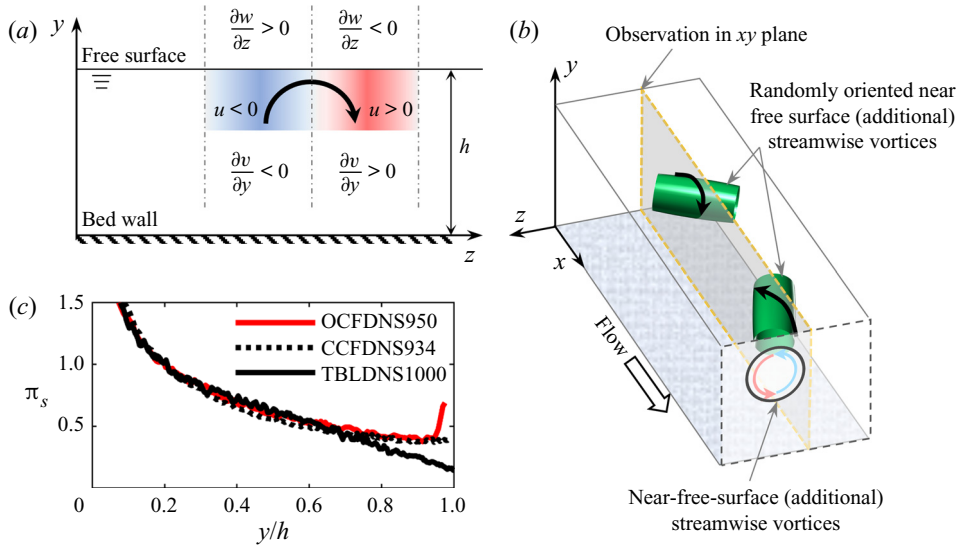 (a)
y
∂w/∂z > 0
∂w/∂z < 0
Free surface
u < 0
u > 0
h
∂v/∂y < 0
∂v/∂y > 0
Bed wall
z
(b)
Observation in xy plane
y
Randomly oriented near
free surface (additional)
streamwise vortices
z
x
Flow
Near-free-surface (additional)
streamwise vortices
(c)
1.5
OCFDNS950
CCFDNS934
TBLDNS1000
1.0
πs
0.5
0
0.2
0.4
0.6
0.8
1.0
y/h